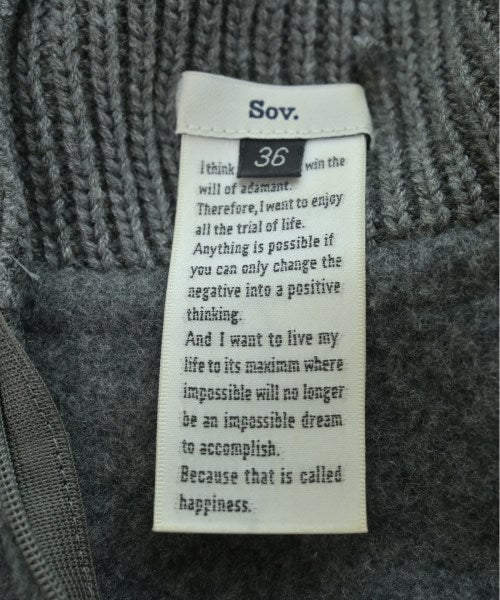 Sov.
36
I think win the
will of adamant.
Therefore, I want to enjoy
all the trial of life.
Anything is possible if
you can only change the
negative into a positive
thinking.
And I want to live my
life to its maximm where
impossible will no longer
be an impossible dream
to accomplish.
Because that is called
happiness.